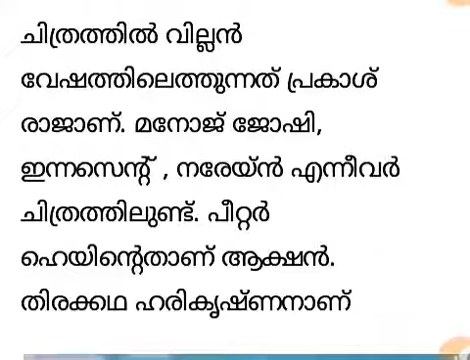 ചിത്രത്തിൽ വില്ലൻ
വേഷത്തിലെത്തുന്നത് പ്രകാശ്
രാജാണ്. മനോജ് ജോഷി,
ഇന്നസെന്റ് , നരേയ്ൻ എന്നീവർ
ചിത്രത്തിലുണ്ട്. പീറ്റർ
ഹെയിന്റെതാണ് ആക്ഷൻ.
തിരക്കഥ ഹരികൃഷ്ണനാണ്